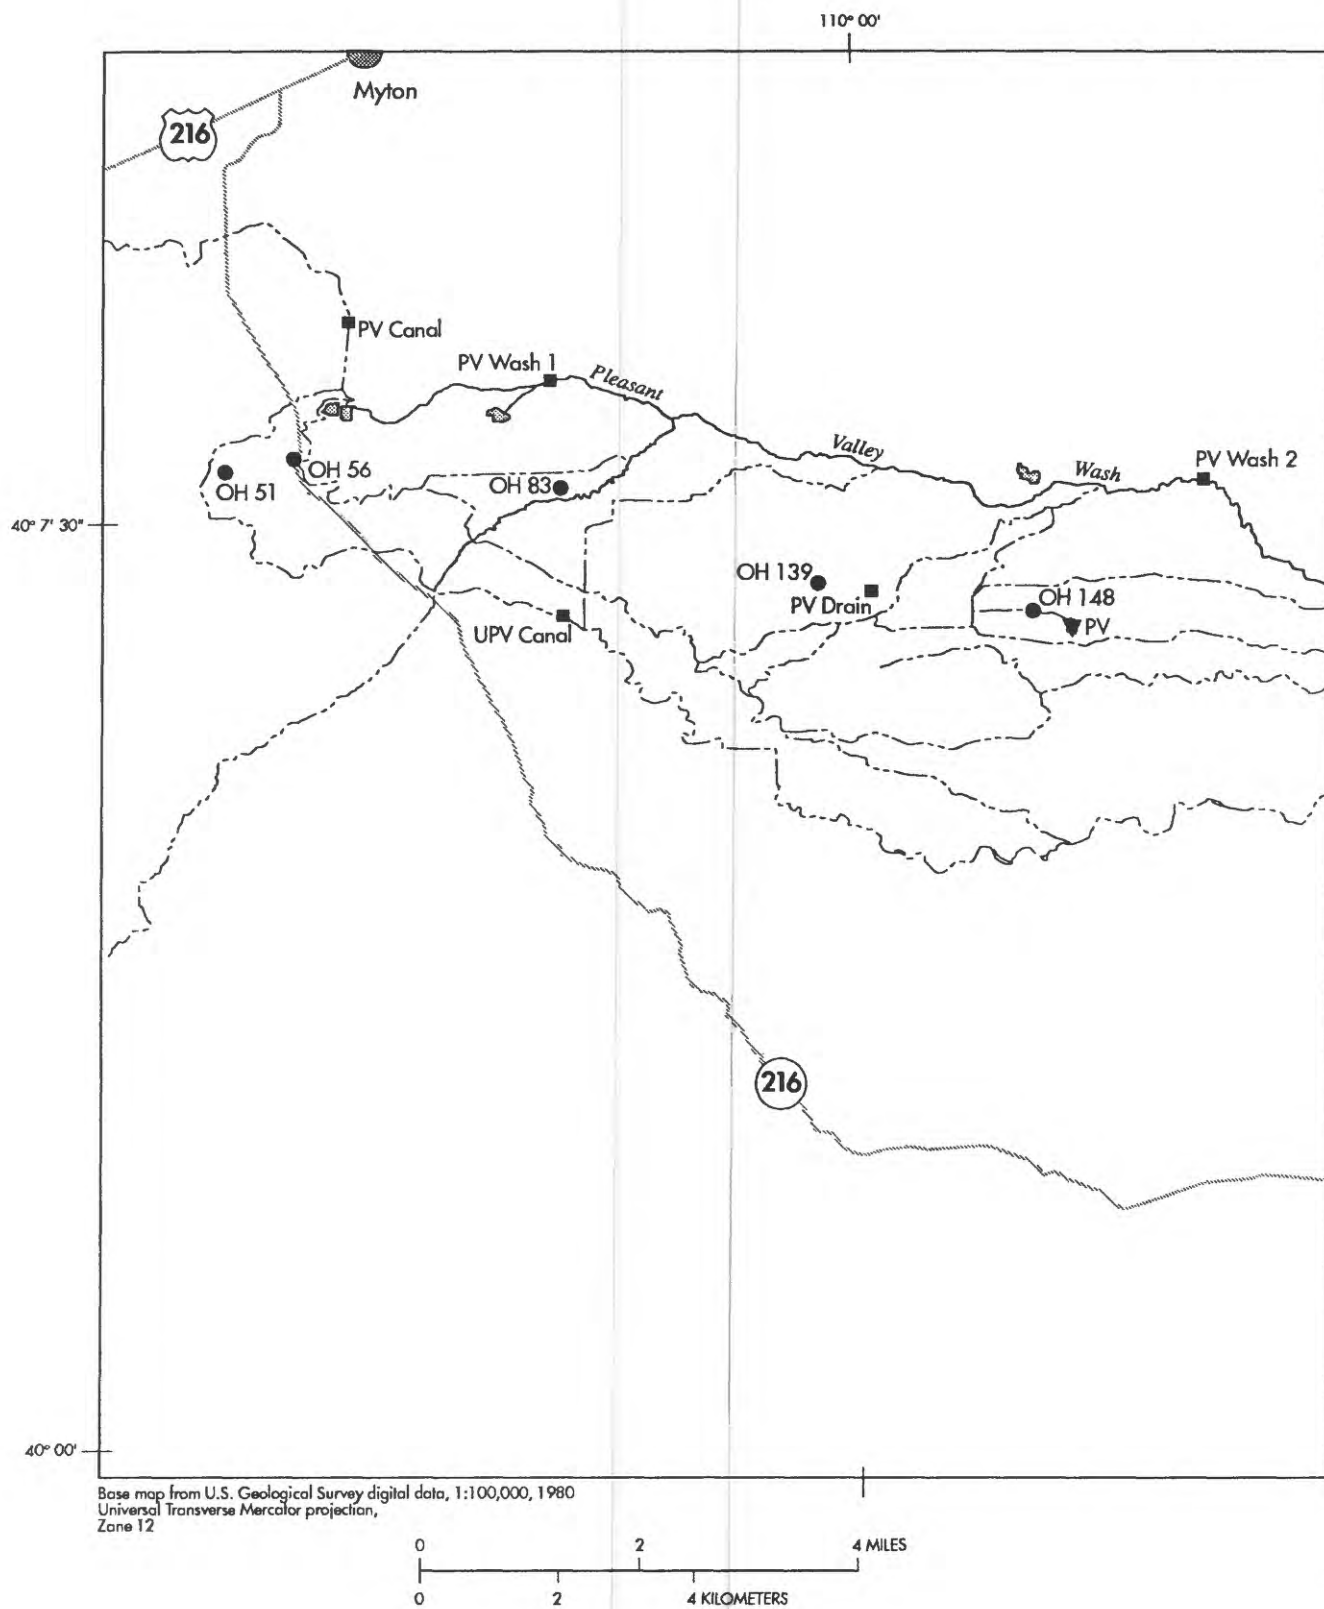 110° 00'
Myton
216
PV Canal
PV Wash 1
Pleasant
Valley
Wash
PV Wash 2
OH 56
OH 51
OH 83
40° 7' 30"
OH 139
PV Drain
OH 148
PV
UPV Canal
216
40° 00'
Base map from U.S. Geological Survey digital data, 1:100,000, 1980
Universal Transverse Mercator projection,
Zone 12
0 2 4 MILES
0 2 4 KILOMETERS